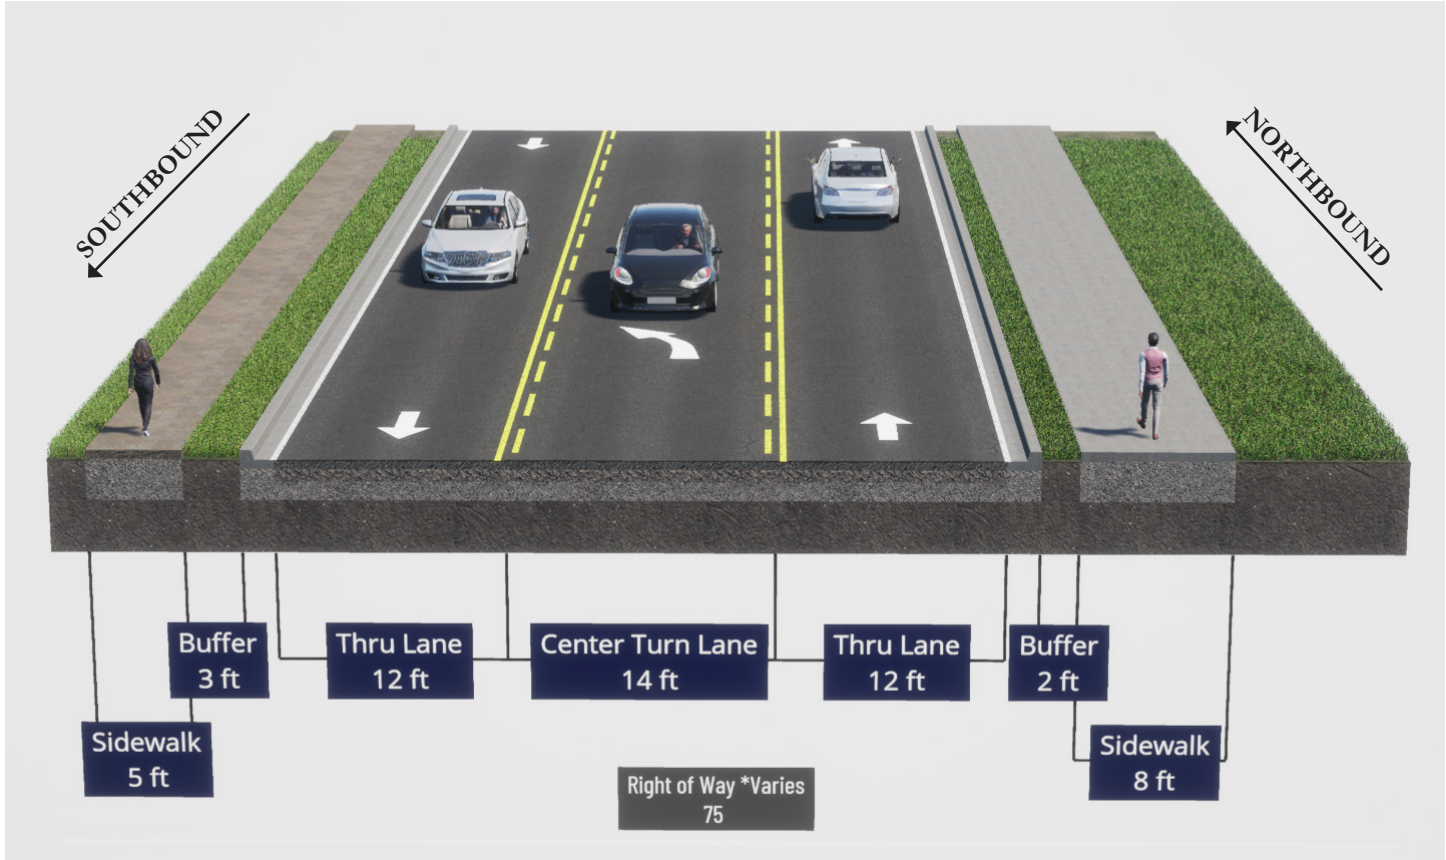 SOUTHBOUND
NORTHBOUND
Buffer
3 ft
Thru Lane
12 ft
Center Turn Lane
14 ft
Thru Lane
12 ft
Buffer
2 ft
Sidewalk
5 ft
Sidewalk
8 ft
Right of Way *Varies
75